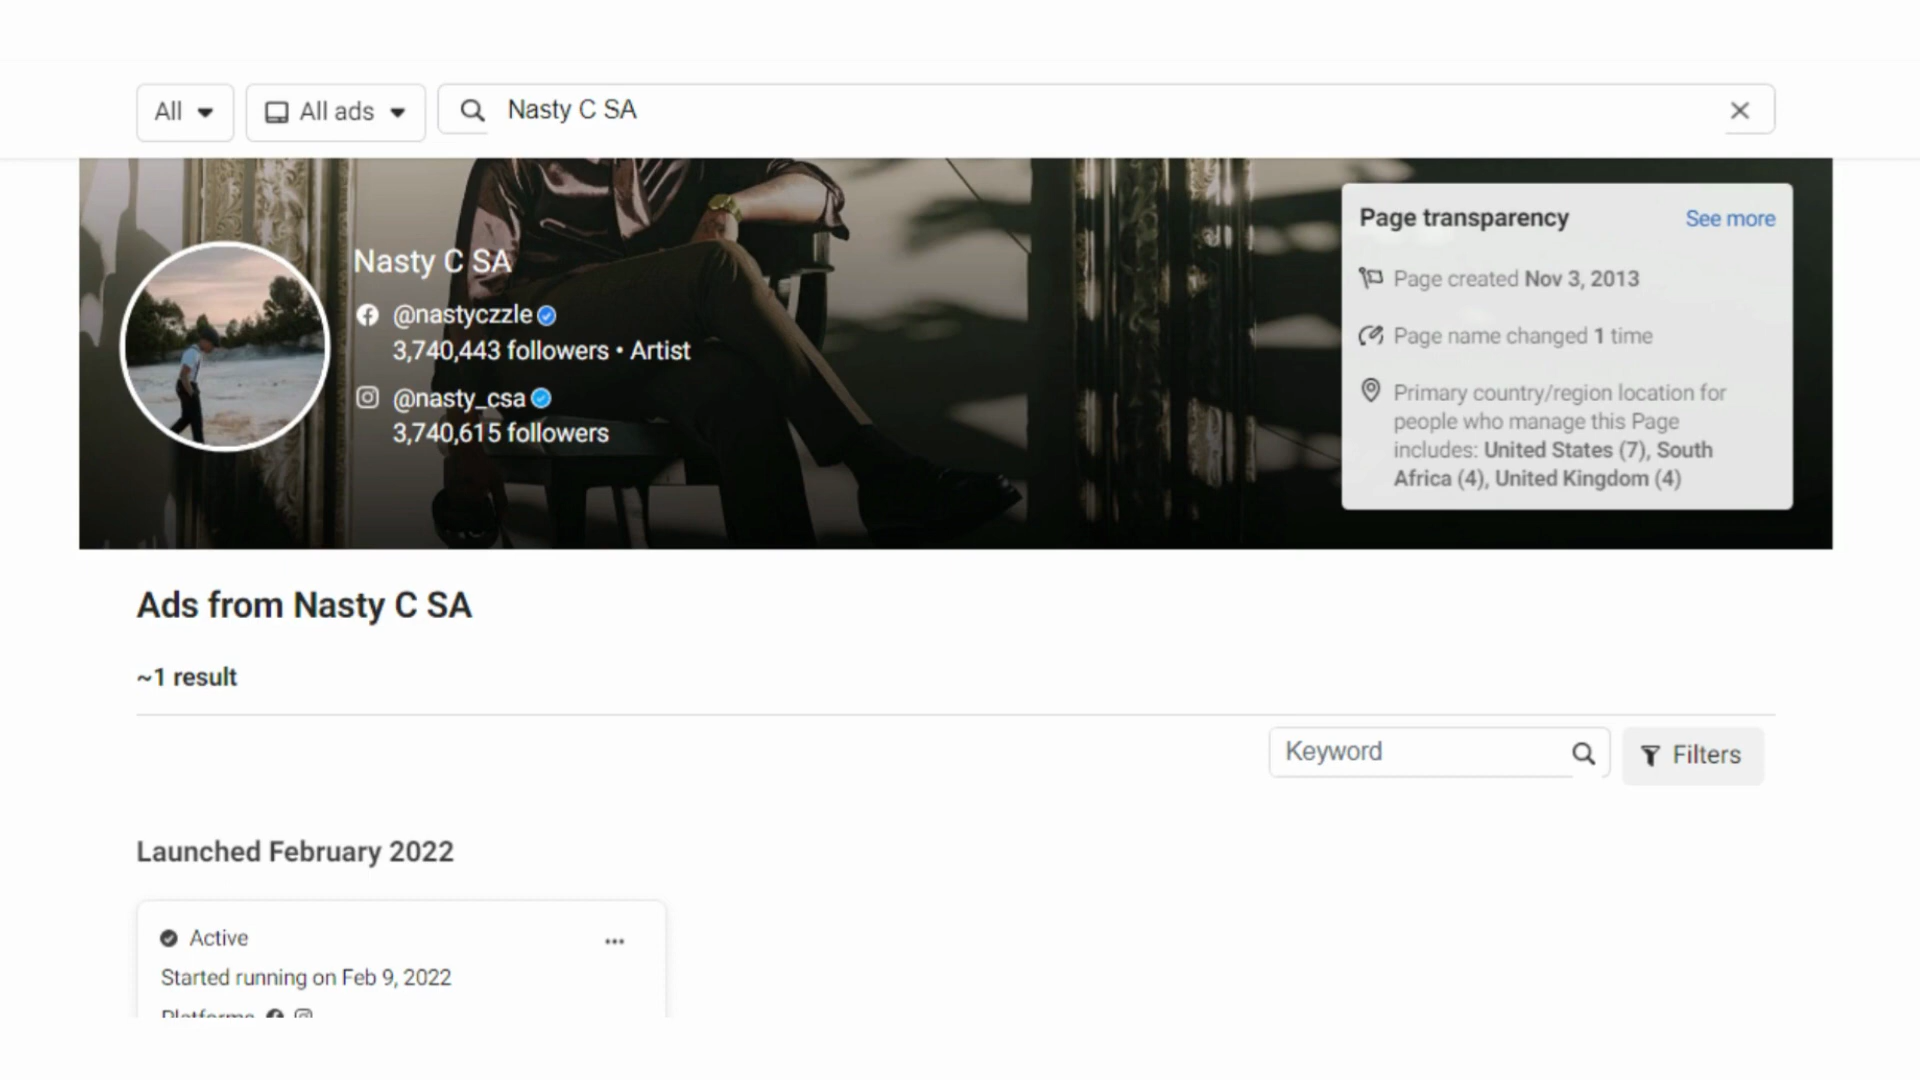 All
All ads
Nasty C SA
Page transparency
See more
Nasty C SA
Page created Nov 3, 2013
@nastyczzle
3,740,443 followers • Artist
Page name changed 1 time
@nasty_csa
3,740,615 followers
Primary country/region location for
people who manage this Page
includes: United States (7), South
Africa (4), United Kingdom (4)
Ads from Nasty C SA
~1 result
Keyword
Filters
Launched February 2022
Active
Started running on Feb 9, 2022
Platforms